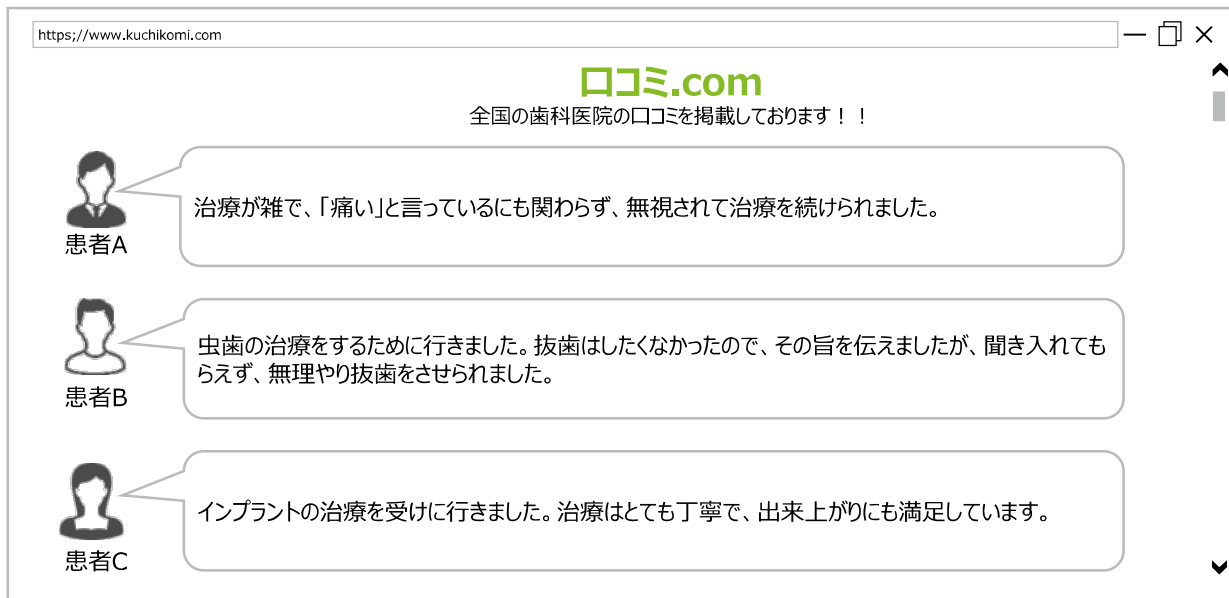 https;//www.kuchikomi.com
口コミ.com
全国の歯科医院の口コミを掲載しております！！
治療が雑で、「痛い」と言っているにも関わらず、無視されて治療を続けられました。
患者A
虫歯の治療をするために行きました。抜歯はしたくなかったので、その旨を伝えましたが、聞き入れても
らえず、無理やり抜歯をさせられました。
患者B
インプラントの治療を受けに行きました。治療はとても丁寧で、出来上がりにも満足しています。
患者C